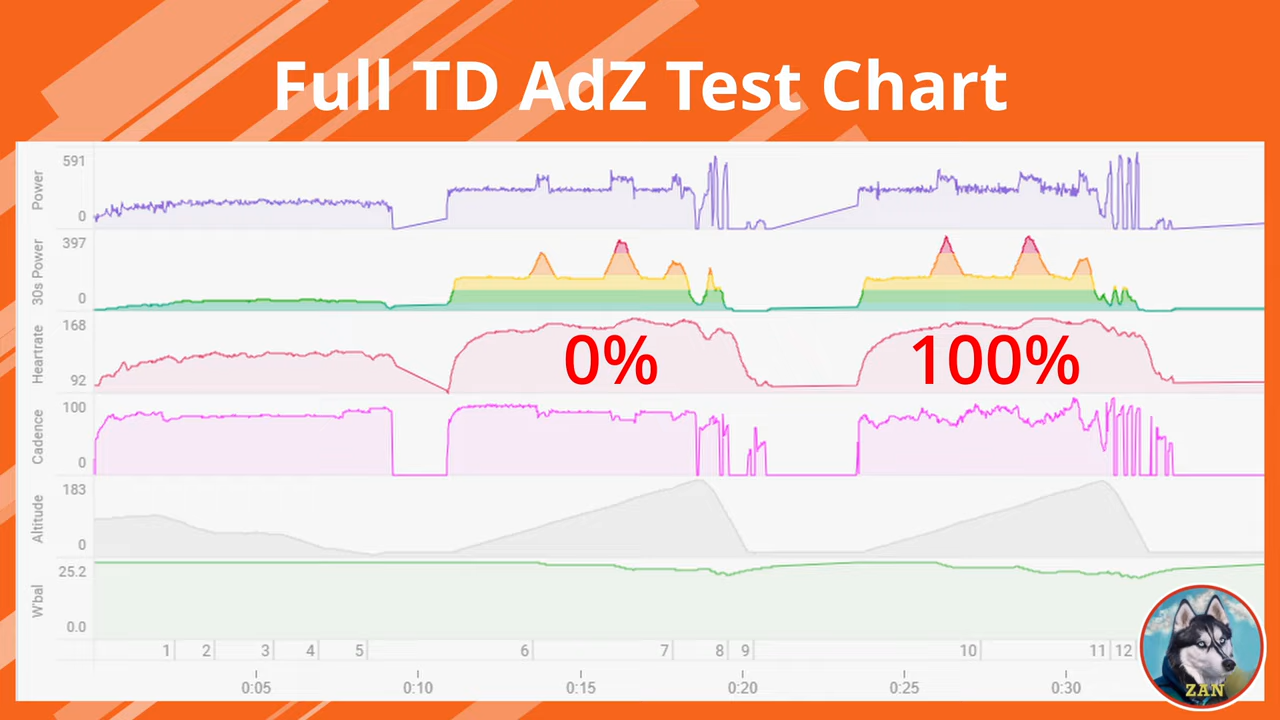 Full TD AdZ Test Chart
Power
591
0
30s Power
397
0
Heartrate
168
92
0%
100%
Cadence
100
0
Altitude
183
0
W'bal
25.2
0.0
1 2 3 4 5 6 7 8 9 10 11 12
0:05 0:10 0:15 0:20 0:25 0:30
ZAN